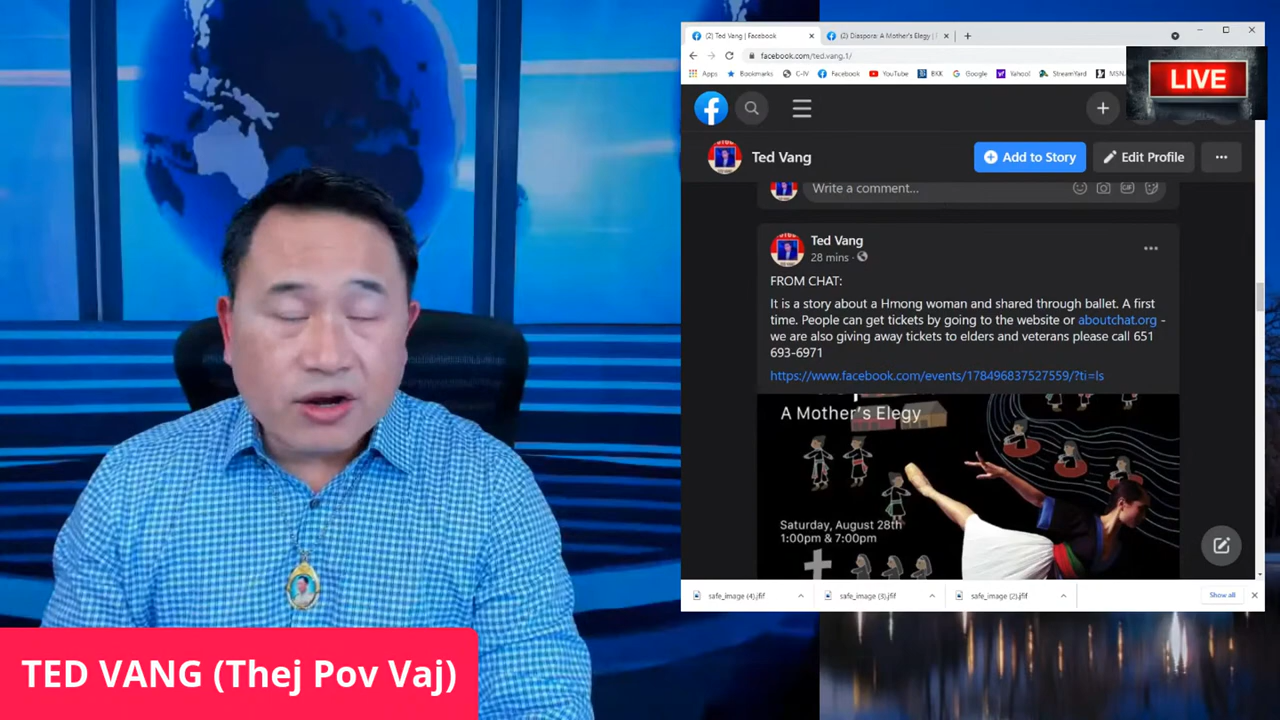 (2) Ted Vang | Facebook
(2) Diaspora: A Mother's Elegy |
facebook.com/ted.vang.1/
Apps Bookmarks C-IV Facebook YouTube BKK Google Yahoo! StreamYard MSN
LIVE
Ted Vang
Add to Story
Edit Profile
Write a comment...
Ted Vang
28 mins ·
FROM CHAT:
It is a story about a Hmong woman and shared through ballet. A first
time. People can get tickets by going to the website or aboutchat.org -
we are also giving away tickets to elders and veterans please call 651
693-6971
https://www.facebook.com/events/178496837527559/?ti=ls
A Mother's Elegy
Saturday, August 28th
1:00pm & 7:00pm
safe_image (4).jfif
safe_image (3).jfif
safe_image (2).jfif
Show all
TED VANG (Thej Pov Vaj)